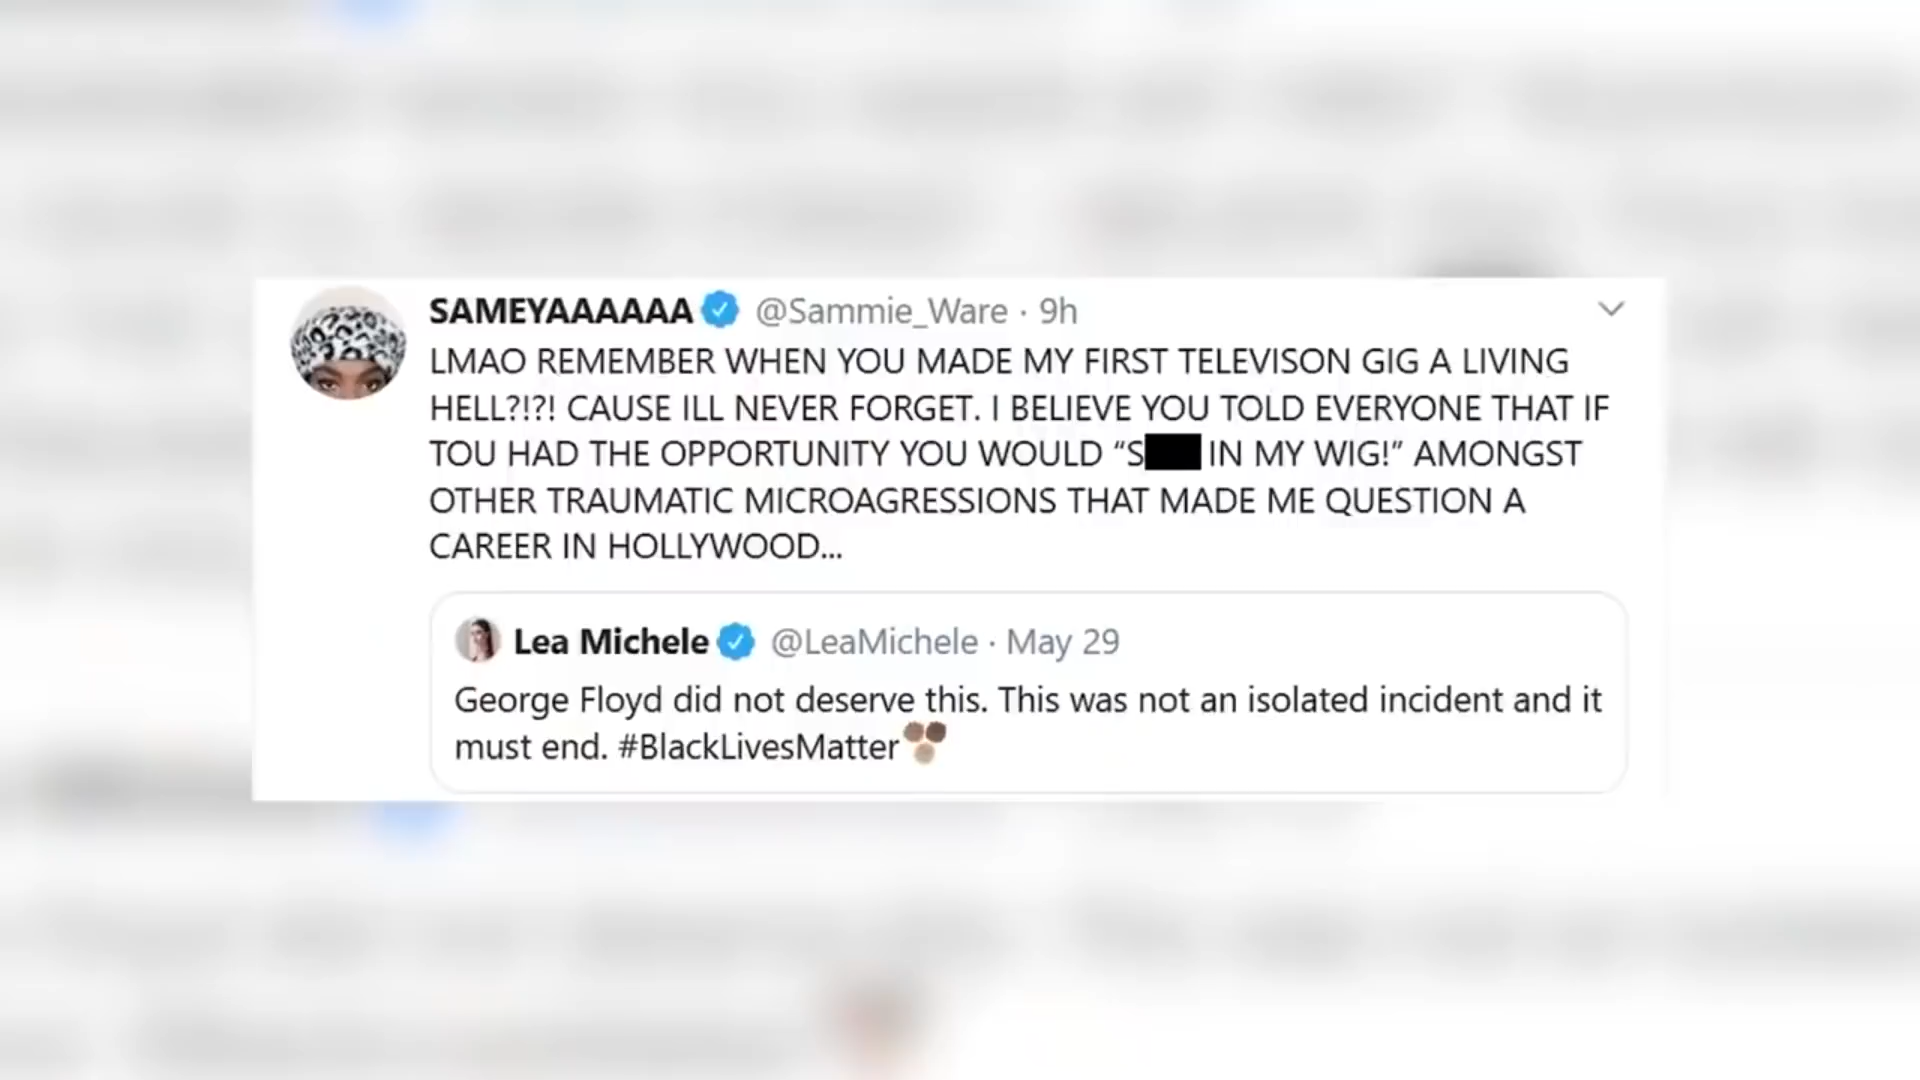 SAMEYAAAAAA @Sammie_Ware · 9h
LMAO REMEMBER WHEN YOU MADE MY FIRST TELEVISON GIG A LIVING
HELL?!?! CAUSE ILL NEVER FORGET. I BELIEVE YOU TOLD EVERYONE THAT IF
TOU HAD THE OPPORTUNITY YOU WOULD “S IN MY WIG!” AMONGST
OTHER TRAUMATIC MICROAGRESSIONS THAT MADE ME QUESTION A
CAREER IN HOLLYWOOD...
Lea Michele @LeaMichele · May 29
George Floyd did not deserve this. This was not an isolated incident and it
must end. #BlackLivesMatter